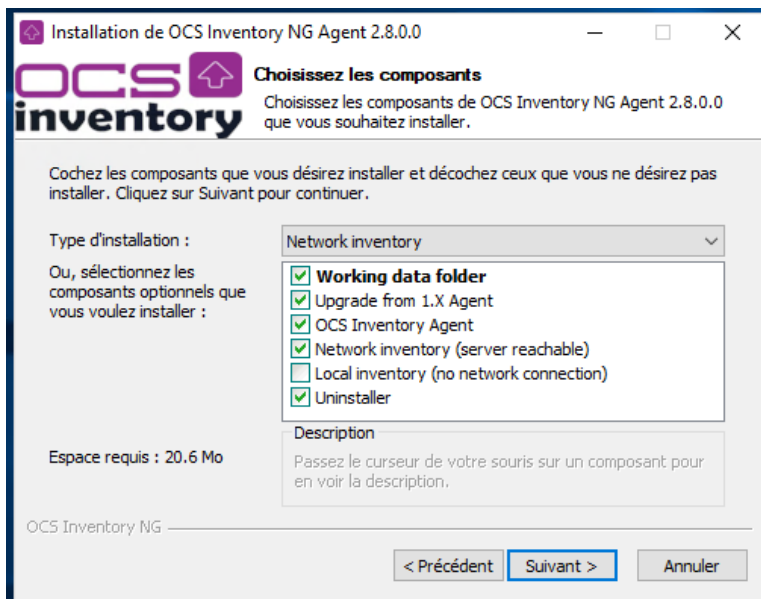 Installation de OCS Inventory NG Agent 2.8.0.0
OCS
inventory
Choisissez les composants
Choisissez les composants de OCS Inventory NG Agent 2.8.0.0
que vous souhaitez installer.
Cochez les composants que vous désirez installer et décochez ceux que vous ne désirez pas
installer. Cliquez sur Suivant pour continuer.
Type d'installation :
Network inventory
Ou, sélectionnez les
composants optionnels que
vous voulez installer :
Working data folder
Upgrade from 1.X Agent
OCS Inventory Agent
Network inventory (server reachable)
Local inventory (no network connection)
Uninstaller
Espace requis : 20.6 Mo
Description
Passez le curseur de votre souris sur un composant pour
en voir la description.
OCS Inventory NG
< Précédent
Suivant >
Annuler